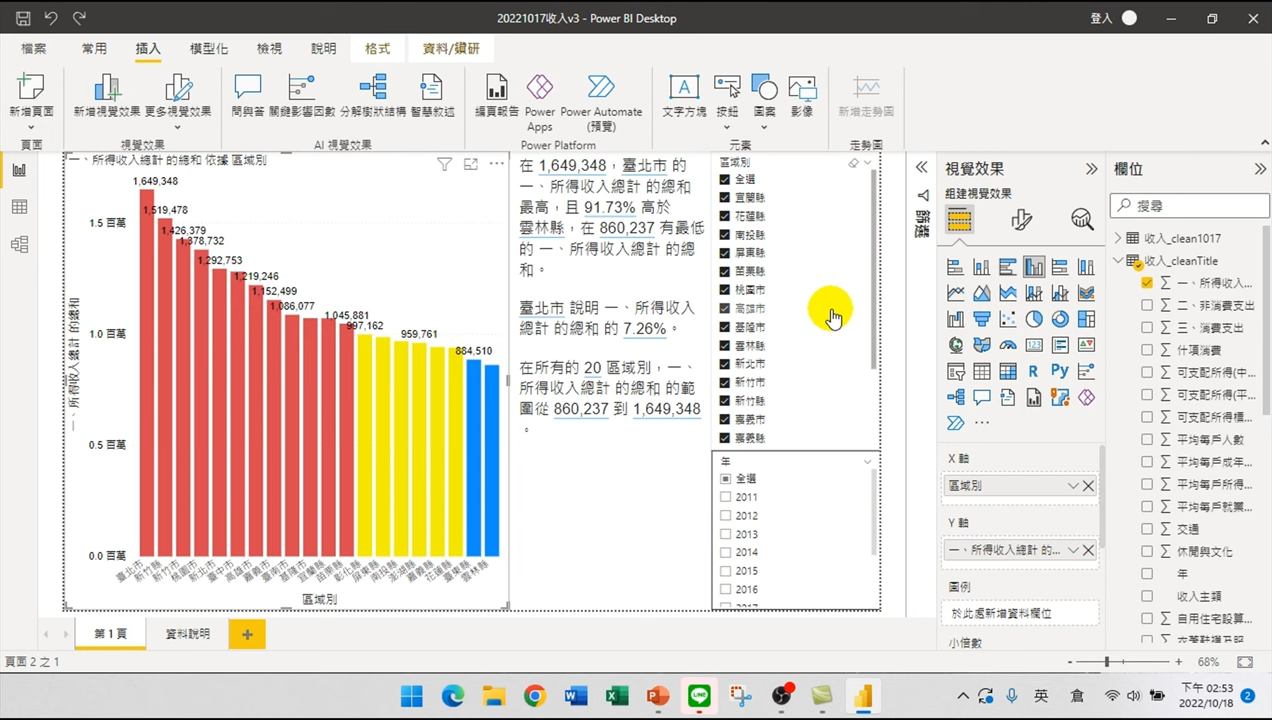 20221017收入v3 - Power BI Desktop
登入
檔案 常用 插入 模型化 檢視 說明 格式 資料/鑽研
新增頁面 新增視覺效果 更多視覺效果 問與答 關鍵影響因數 分解樹狀結構 智慧敘述 編頁報告 Power Apps Power Automate (預覽) 文字方塊 按鈕 圖案 影像 新增走勢圖
頁面 視覺效果 AI 視覺效果 Power Platform 元素 走勢圖
一、所得收入總計 的總和 依據 區域別
1,649,348
1,519,478
1,426,379
1,378,732
1,292,753
1,219,246
1,152,499
1,086,077
1,045,881
997,162
959,761
884,510
1.5 百萬
1.0 百萬
0.5 百萬
0.0 百萬
一、所得收入總計 的總和
臺北市 新竹縣 新竹市 桃園市 新北市 臺中市 高雄市 嘉義市 臺南市 基隆市 宜蘭縣 苗栗縣 彰化縣 屏東縣 南投縣 澎湖縣 嘉義縣 花蓮縣 臺東縣 雲林縣
區域別
在 1,649,348，臺北市 的
一、所得收入總計 的總和
最高，且 91.73% 高於
雲林縣，在 860,237 有最低
的 一、所得收入總計 的總
和。
臺北市 說明 一、所得收入
總計 的總和 的 7.26%。
在所有的 20 區域別，一、
所得收入總計 的總和 的範
圍從 860,237 到 1,649,348
。
區域別
全選
宜蘭縣
花蓮縣
南投縣
屏東縣
苗栗縣
桃園市
高雄市
基隆市
雲林縣
新北市
新竹市
新竹縣
嘉義市
嘉義縣
年
全選
2011
2012
2013
2014
2015
2016
2017
篩選
視覺效果
組建視覺效果
R Py
123
X 軸
區域別
Y 軸
一、所得收入總計 的...
圖例
於此處新增資料欄位
小倍數
欄位
搜尋
收入_clean1017
收入_cleanTitle
一、所得收入...
二、非消費支出
三、消費支出
什項消費
可支配所得(中...
可支配所得(平...
可支配所得標...
平均每戶人數
平均每戶成年...
平均每戶所得...
平均每戶就業...
交通
休閒與文化
年
收入主類
自用住宅設算...
第 1 頁 資料說明
頁面 2 之 1
68%
英 倉
下午 02:53
2022/10/18
2